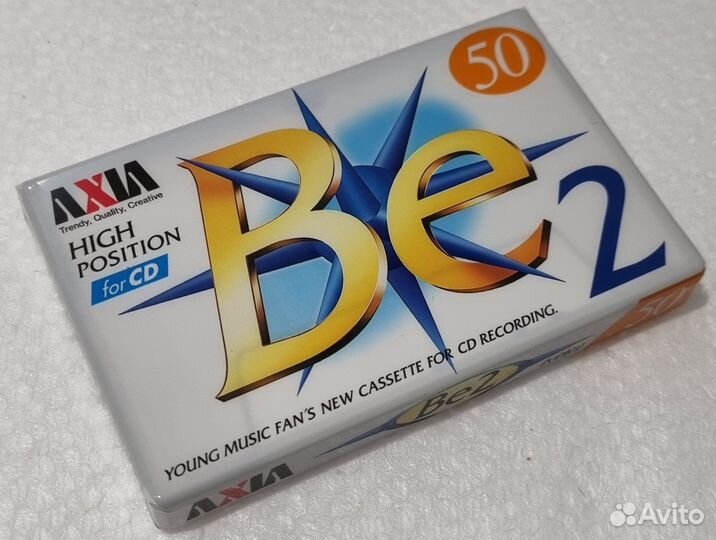 50
AXIA
Trendy, Quality, Creative
HIGH
POSITION
for CD
Be 2
YOUNG MUSIC FAN'S NEW CASSETTE FOR CD RECORDING.
50
Be2
AXIA
Avito